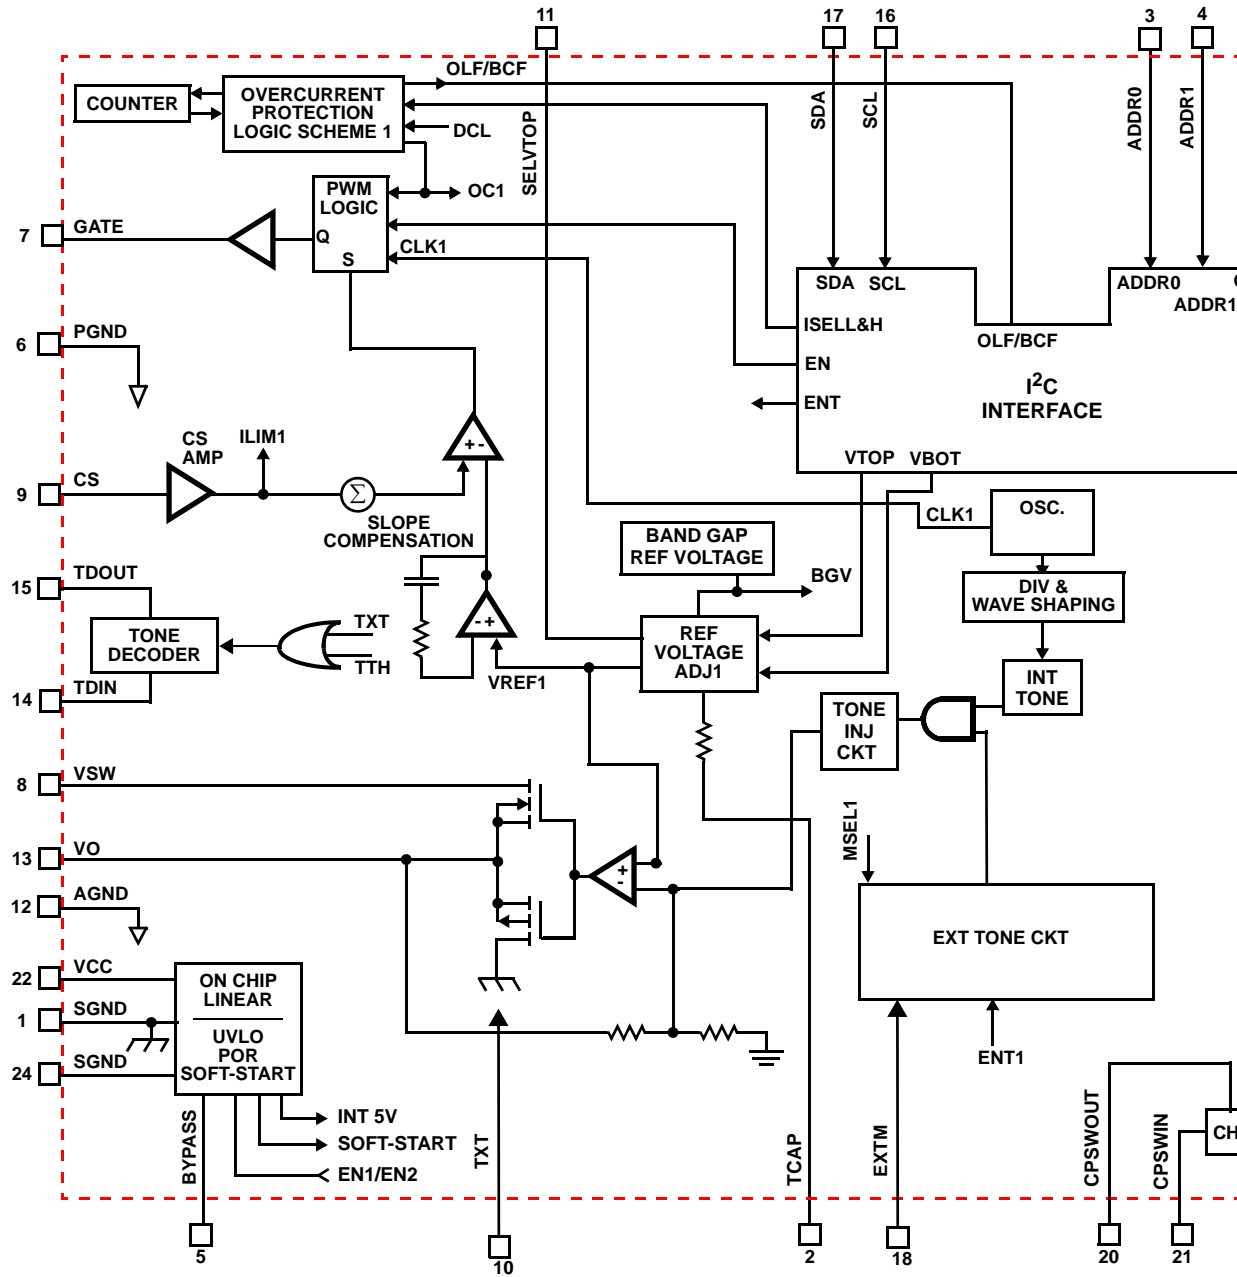 11
17
16
3
4
OLF/BCF
COUNTER
OVERCURRENT
PROTECTION
LOGIC SCHEME 1
DCL
SELVTOP
SDA
SCL
ADDR0
ADDR1
PWM
LOGIC
OC1
7
GATE
Q
S
CLK1
SDA
SCL
ADDR0
ADDR1
6
PGND
ISELL&H
OLF/BCF
EN
I2C
INTERFACE
ENT
CS
AMP
ILIM1
+ -
VTOP
VBOT
9
CS
Σ
SLOPE
COMPENSATION
CLK1
OSC.
BAND GAP
REF VOLTAGE
BGV
15
TDOUT
DIV &
WAVE SHAPING
TONE
DECODER
TXT
TTH
- +
VREF1
REF
VOLTAGE
ADJ1
INT
TONE
14
TDIN
TONE
INJ
CKT
8
VSW
MSEL1
13
VO
+
-
12
AGND
EXT TONE CKT
22
VCC
ON CHIP
LINEAR
1
SGND
UVLO
POR
SOFT-START
24
SGND
ENT1
INT 5V
SOFT-START
EN1/EN2
BYPASS
TXT
TCAP
EXTM
CPSWOUT
CPSWIN
CH
5
10
2
18
20
21